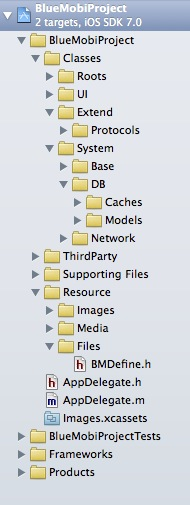 BlueMobiProject
2 targets, iOS SDK 7.0
BlueMobiProject
Classes
Roots
UI
Extend
Protocols
System
Base
DB
Caches
Models
Network
ThirdParty
Supporting Files
Resource
Images
Media
Files
h BMDefine.h
h AppDelegate.h
m AppDelegate.m
Images.xcassets
BlueMobiProjectTests
Frameworks
Products